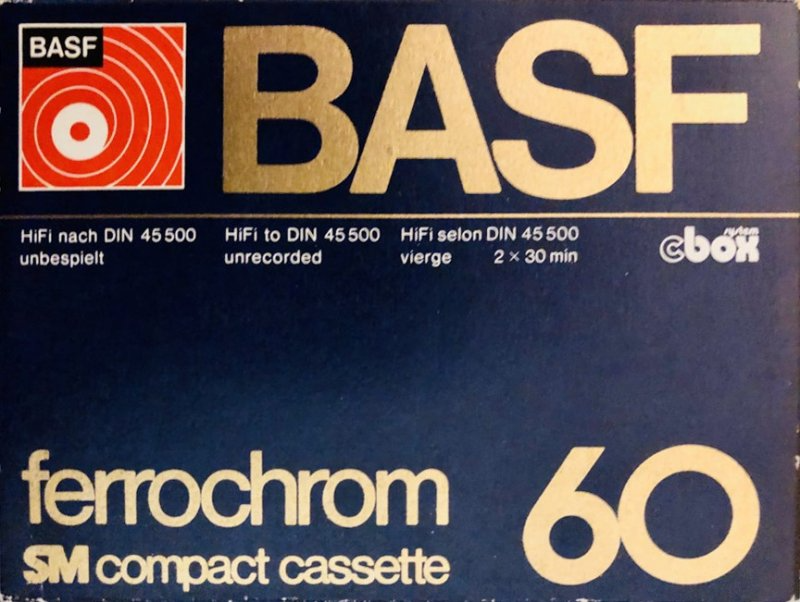 BASF
BASF
HiFi nach DIN 45 500
unbespielt
HiFi to DIN 45 500
unrecorded
HiFi selon DIN 45 500
vierge 2 × 30 min
system
cbox
ferrochrom
60
SM compact cassette